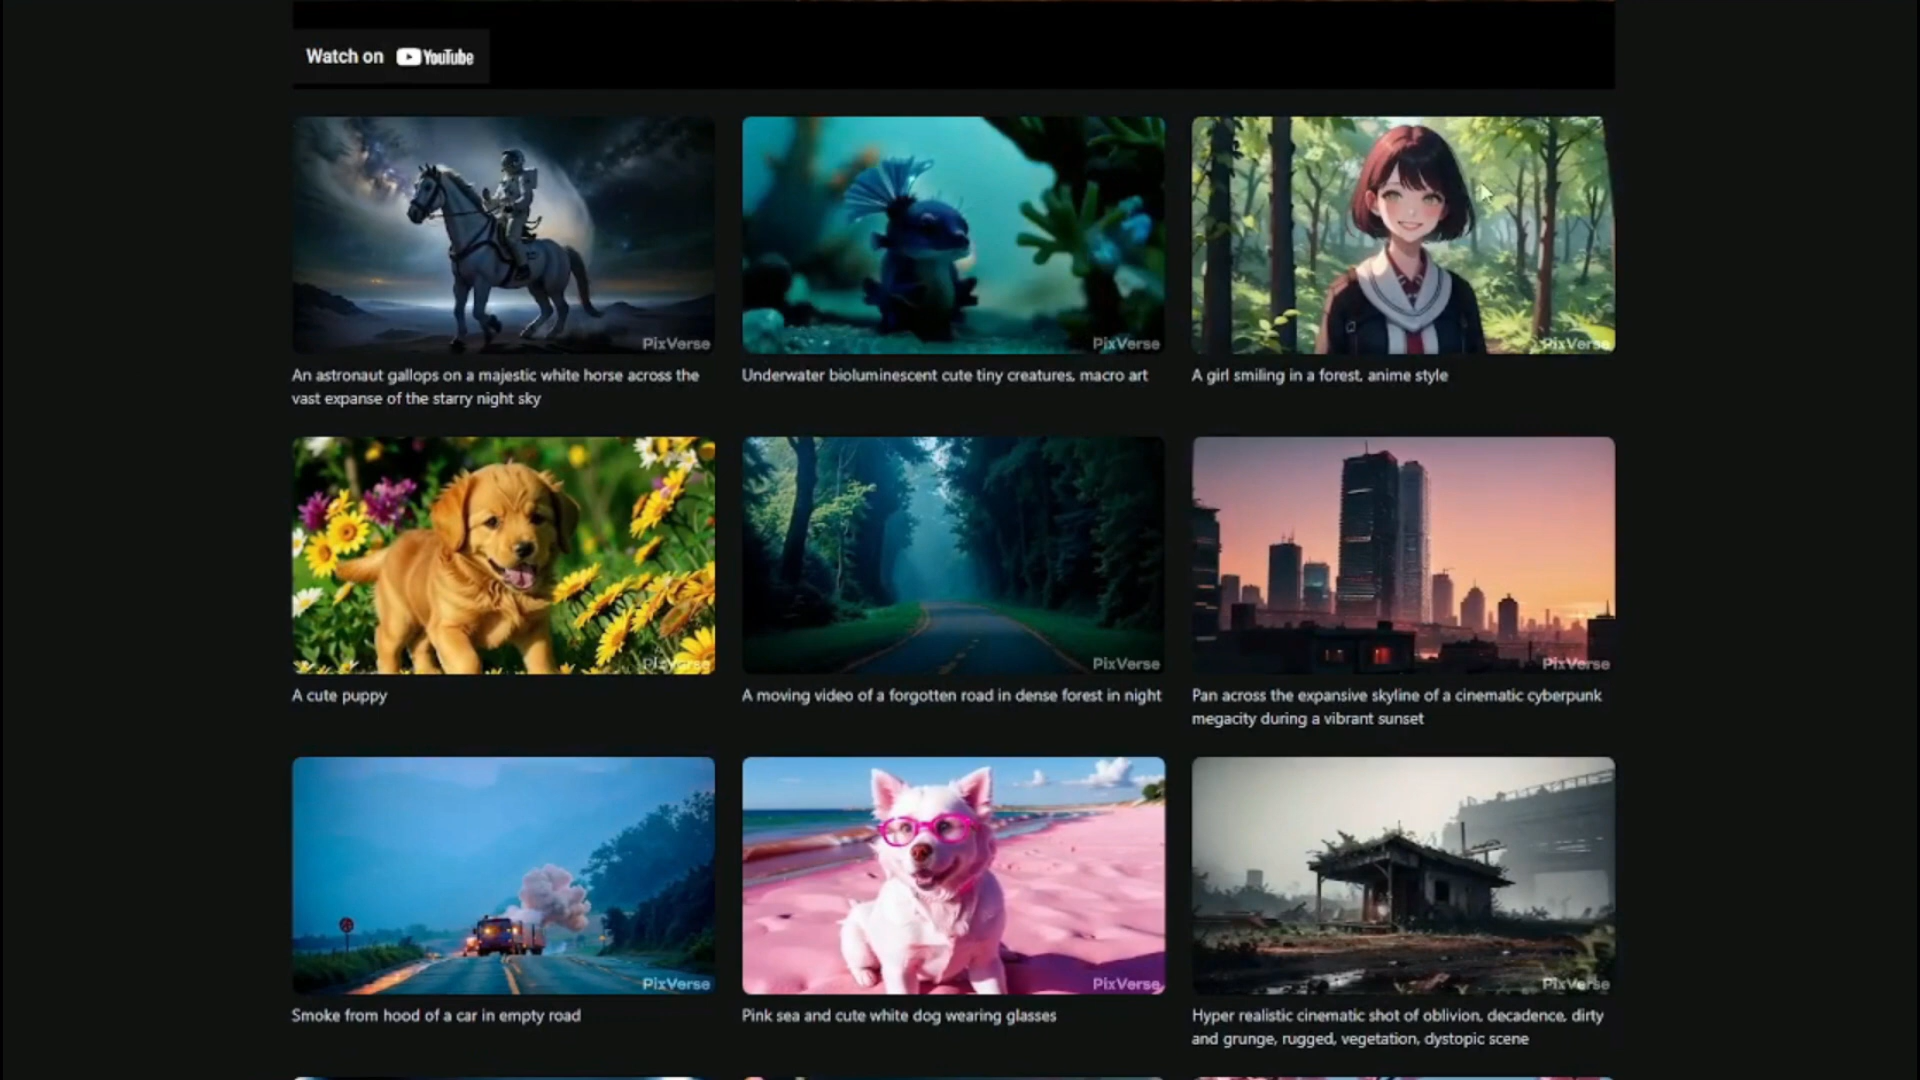 Watch on YouTube
PixVerse
PixVerse
PixVerse
An astronaut gallops on a majestic white horse across the
vast expanse of the starry night sky
Underwater bioluminescent cute tiny creatures, macro art
A girl smiling in a forest, anime style
PixVerse
PixVerse
PixVerse
A cute puppy
A moving video of a forgotten road in dense forest in night
Pan across the expansive skyline of a cinematic cyberpunk
megacity during a vibrant sunset
PixVerse
PixVerse
PixVerse
Smoke from hood of a car in empty road
Pink sea and cute white dog wearing glasses
Hyper realistic cinematic shot of oblivion, decadence, dirty
and grunge, rugged, vegetation, dystopic scene